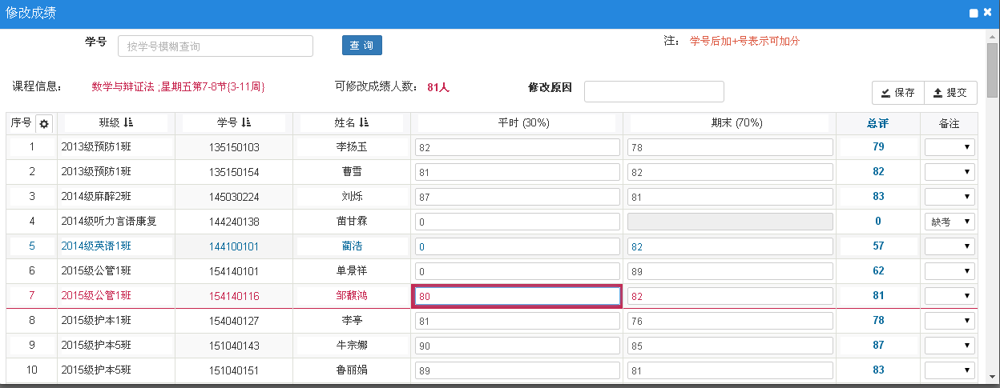 修改成绩
学号 按学号模糊查询 查 询 注: 学号后加+号表示可加分
课程信息: 数学与辩证法 ;星期五第7-8节{3-11周} 可修改成绩人数: 81人 修改原因 保存 提交
序号 班级 学号 姓名 平时 (30%) 期末 (70%) 总评 备注
1 2013级预防1班 135150103 李扬玉 82 78 79
2 2013级预防1班 135150154 曹雪 81 82 82
3 2014级麻醉2班 145030224 刘烁 87 81 83
4 2014级听力言语康复 144240138 苗甘霖 0 0 缺考
5 2014级英语1班 144100101 蔺浩 0 82 57
6 2015级公管1班 154140101 单景祥 0 89 62
7 2015级公管1班 154140116 邹馥鸿 80 82 81
8 2015级护本1班 154040127 李亭 81 76 78
9 2015级护本5班 151040143 牛宗娜 90 85 87
10 2015级护本5班 151040151 鲁丽娟 89 81 83